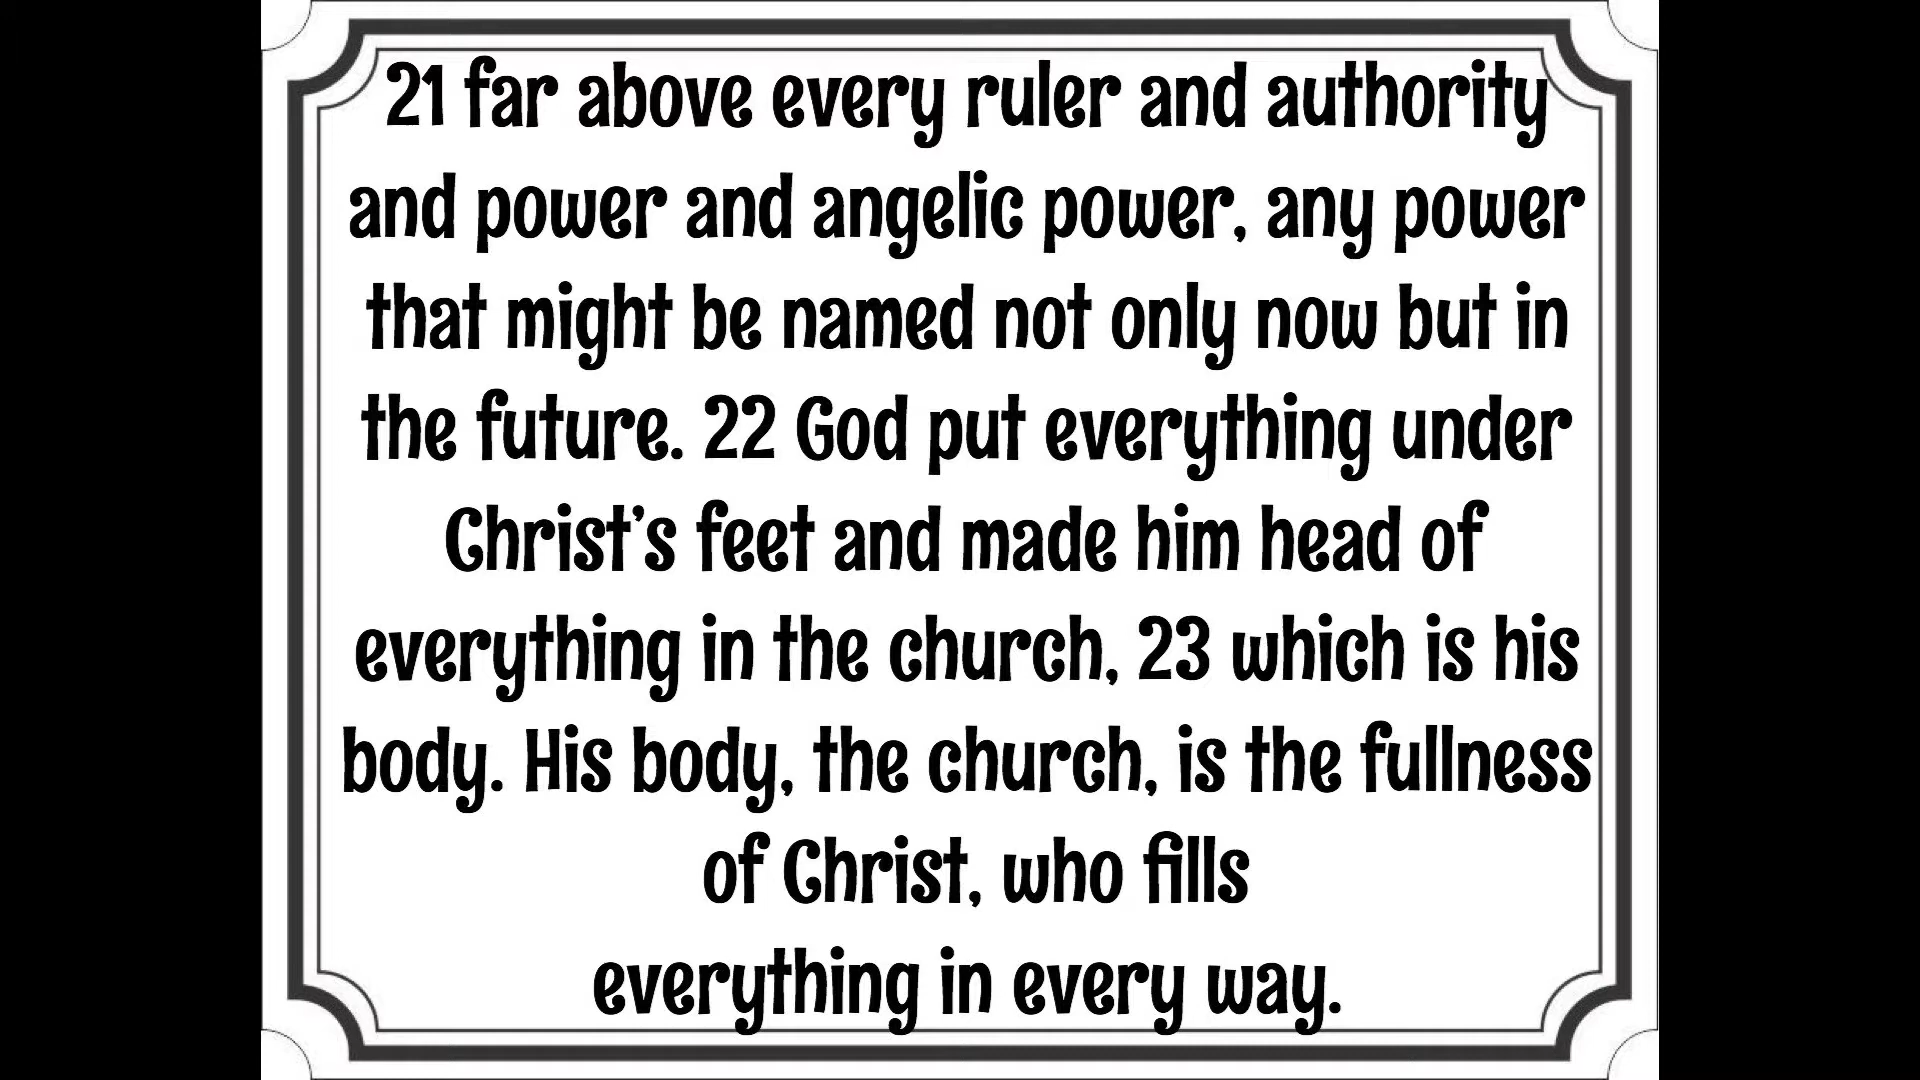 21 far above every ruler and authority
and power and angelic power, any power
that might be named not only now but in
the future. 22 God put everything under
Christ’s feet and made him head of
everything in the church, 23 which is his
body. His body, the church, is the fullness
of Christ, who fills
everything in every way.